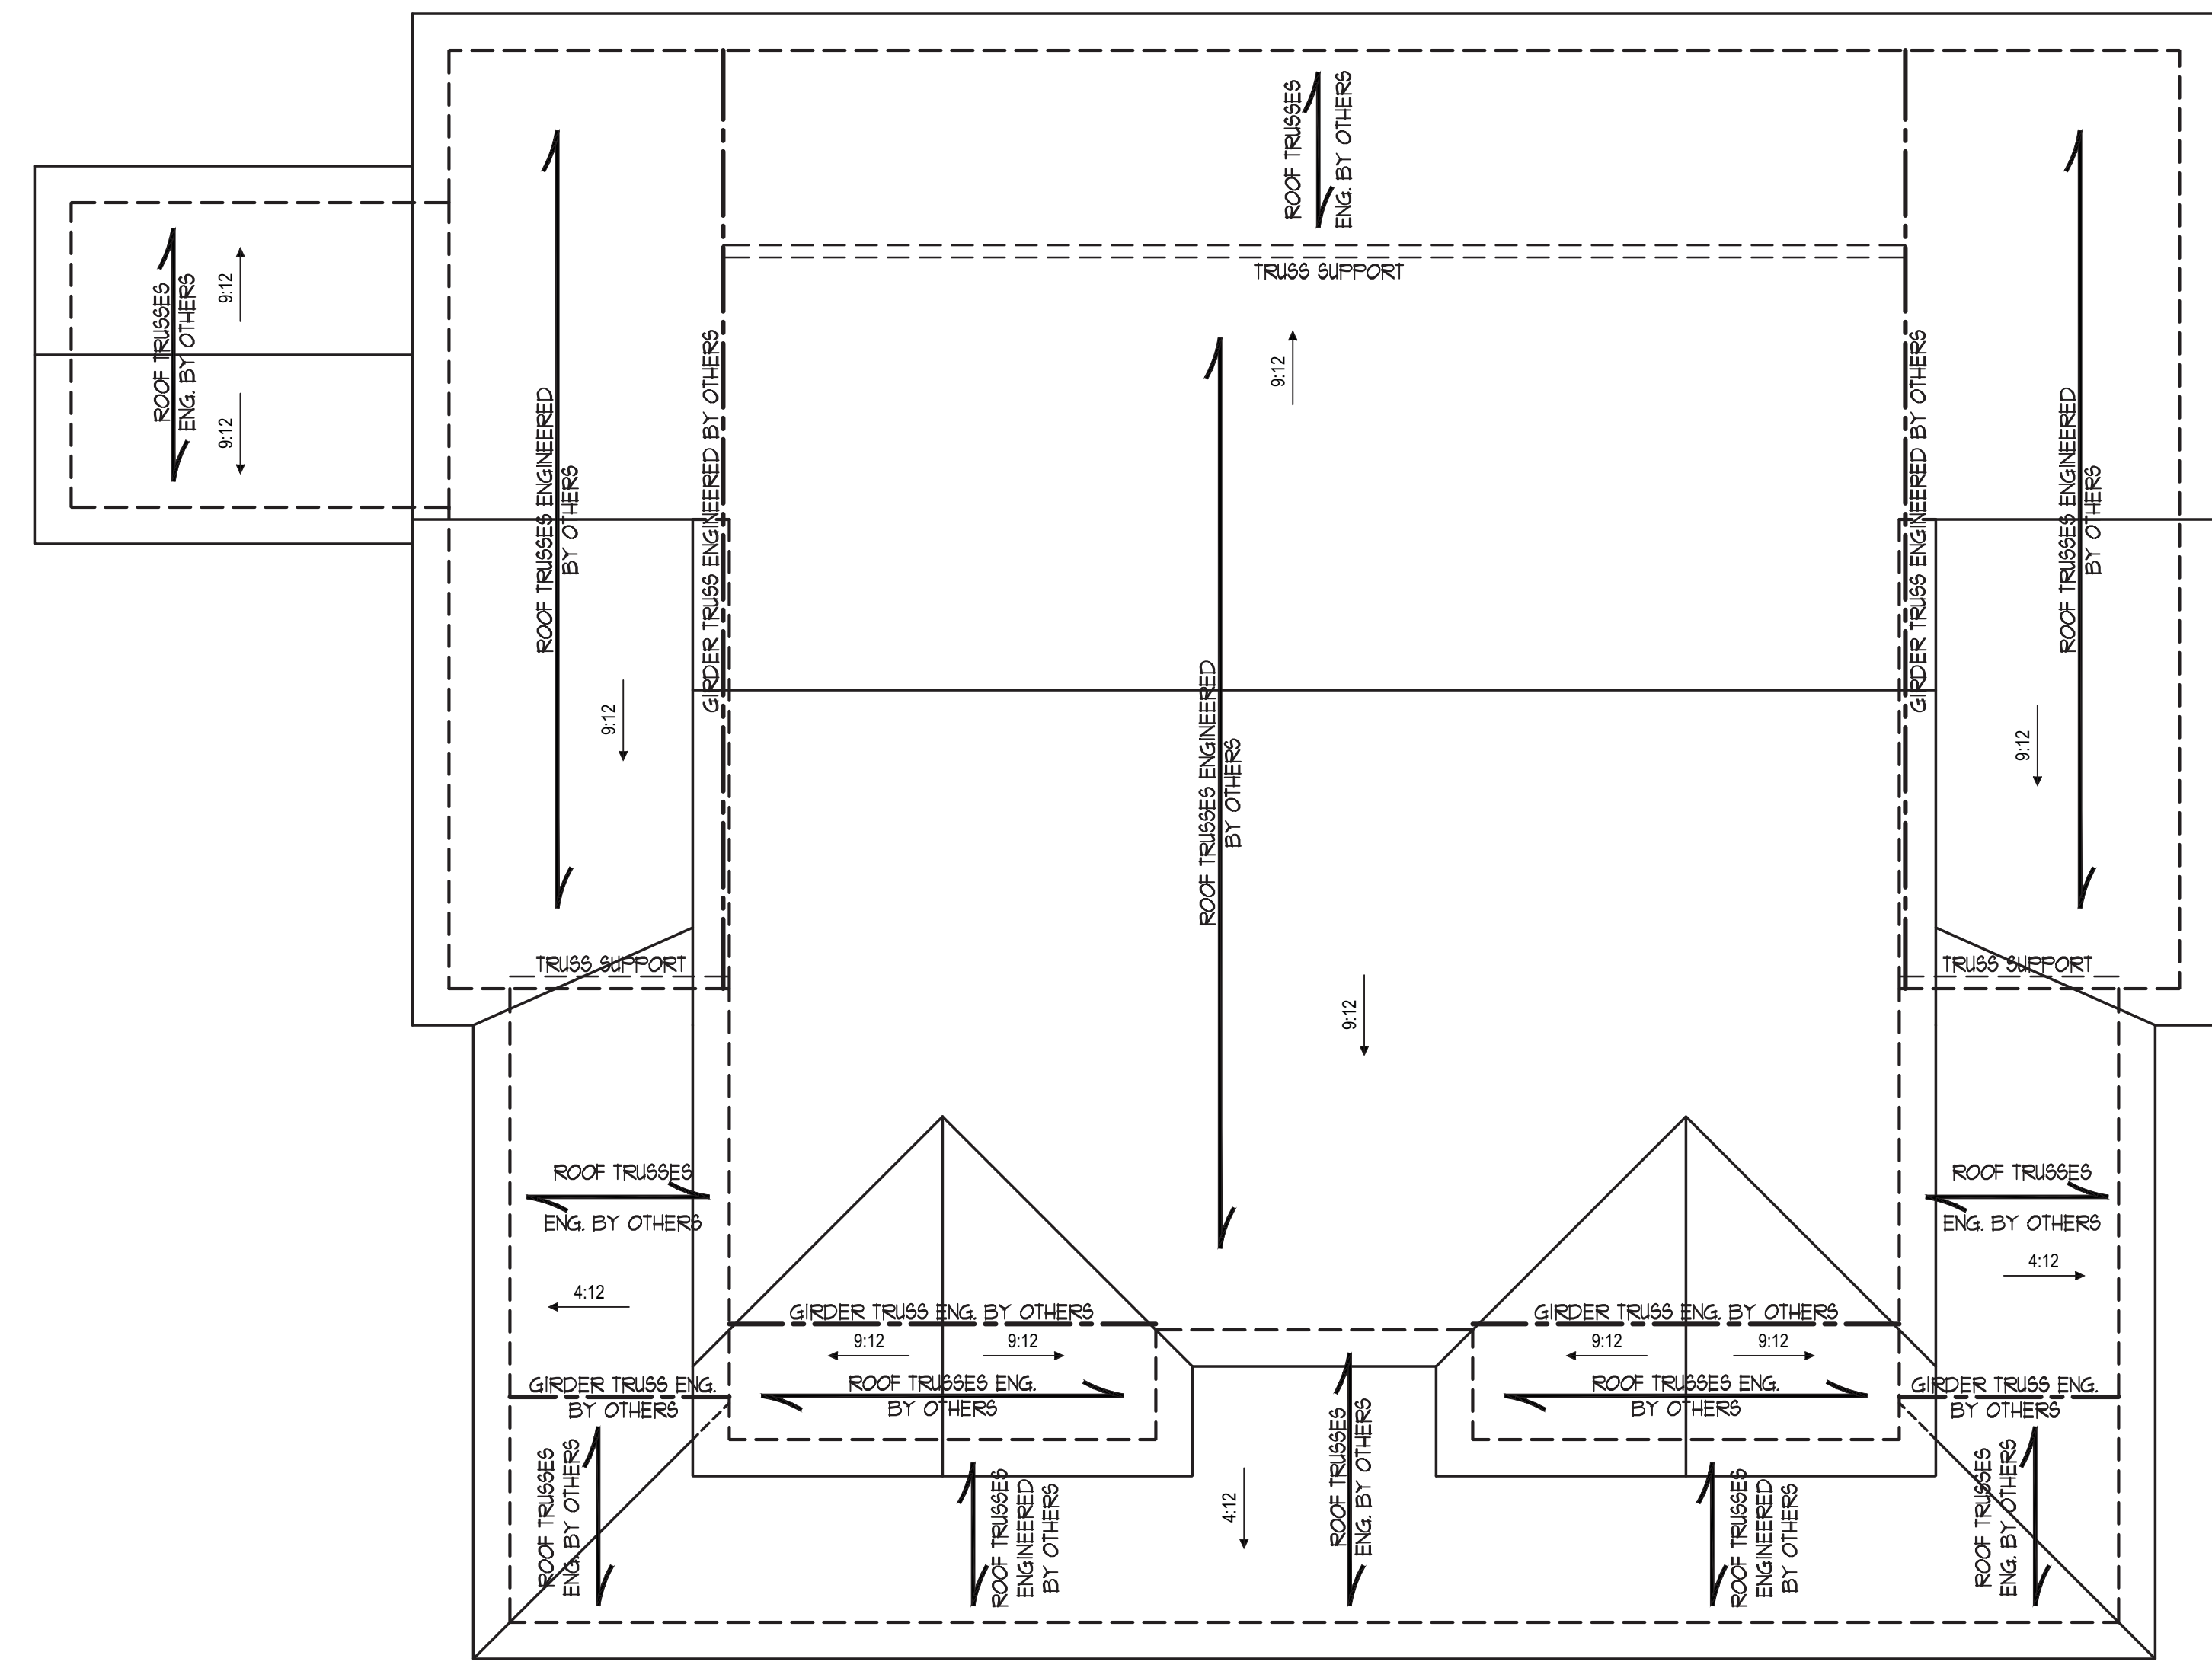 ROOF TRUSSES
ENG. BY OTHERS
TRUSS SUPPORT
ROOF TRUSSES
ENG. BY OTHERS
9:12
9:12
ROOF TRUSSES ENGINEERED
BY OTHERS
GIRDER TRUSS ENGINEERED BY OTHERS
9:12
9:12
ROOF TRUSSES ENGINEERED
BY OTHERS
GIRDER TRUSS ENGINEERED BY OTHERS
ROOF TRUSSES ENGINEERED
BY OTHERS
9:12
9:12
TRUSS SUPPORT
TRUSS SUPPORT
ROOF TRUSSES
ENG. BY OTHERS
4:12
ROOF TRUSSES
ENG. BY OTHERS
4:12
GIRDER TRUSS ENG. BY OTHERS
9:12
9:12
ROOF TRUSSES ENG.
BY OTHERS
GIRDER TRUSS ENG. BY OTHERS
9:12
9:12
ROOF TRUSSES ENG.
BY OTHERS
GIRDER TRUSS ENG.
BY OTHERS
GIRDER TRUSS ENG.
BY OTHERS
ROOF TRUSSES
ENG. BY OTHERS
ROOF TRUSSES
ENGINEERED
BY OTHERS
4:12
ROOF TRUSSES
ENG. BY OTHERS
ROOF TRUSSES
ENGINEERED
BY OTHERS
ROOF TRUSSES
ENG. BY OTHERS